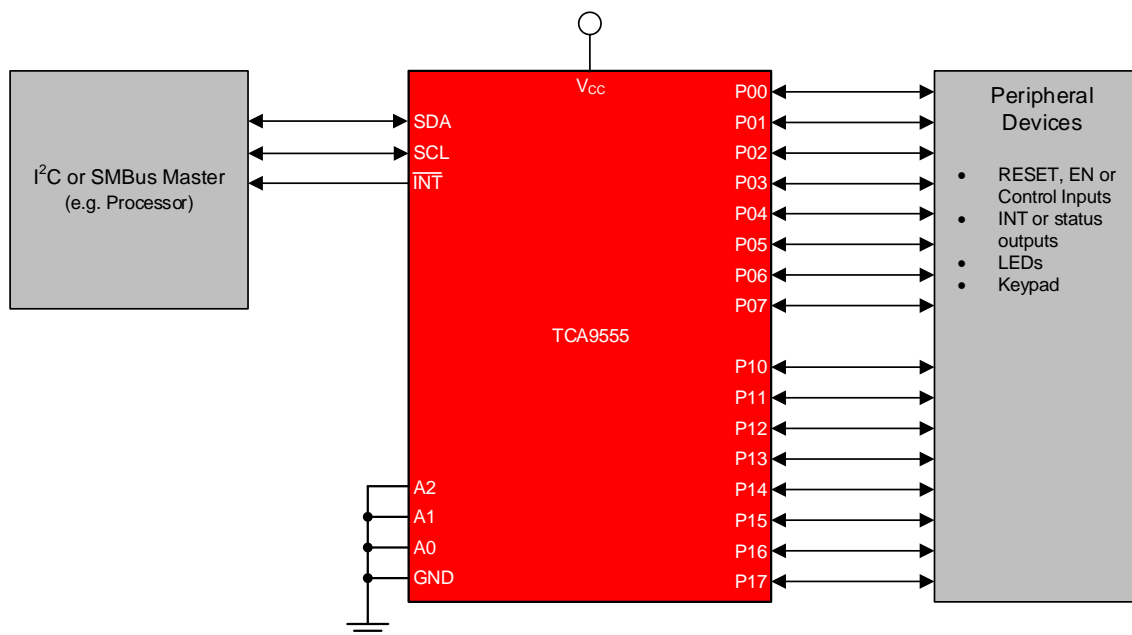 I²C or SMBus Master
(e.g. Processor)
V_CC
SDA
SCL
I̅N̅T̅
TCA9555
A2
A1
A0
GND
P00
P01
P02
P03
P04
P05
P06
P07
P10
P11
P12
P13
P14
P15
P16
P17
Peripheral
Devices
• RESET, EN or
Control Inputs
• INT or status
outputs
• LEDs
• Keypad